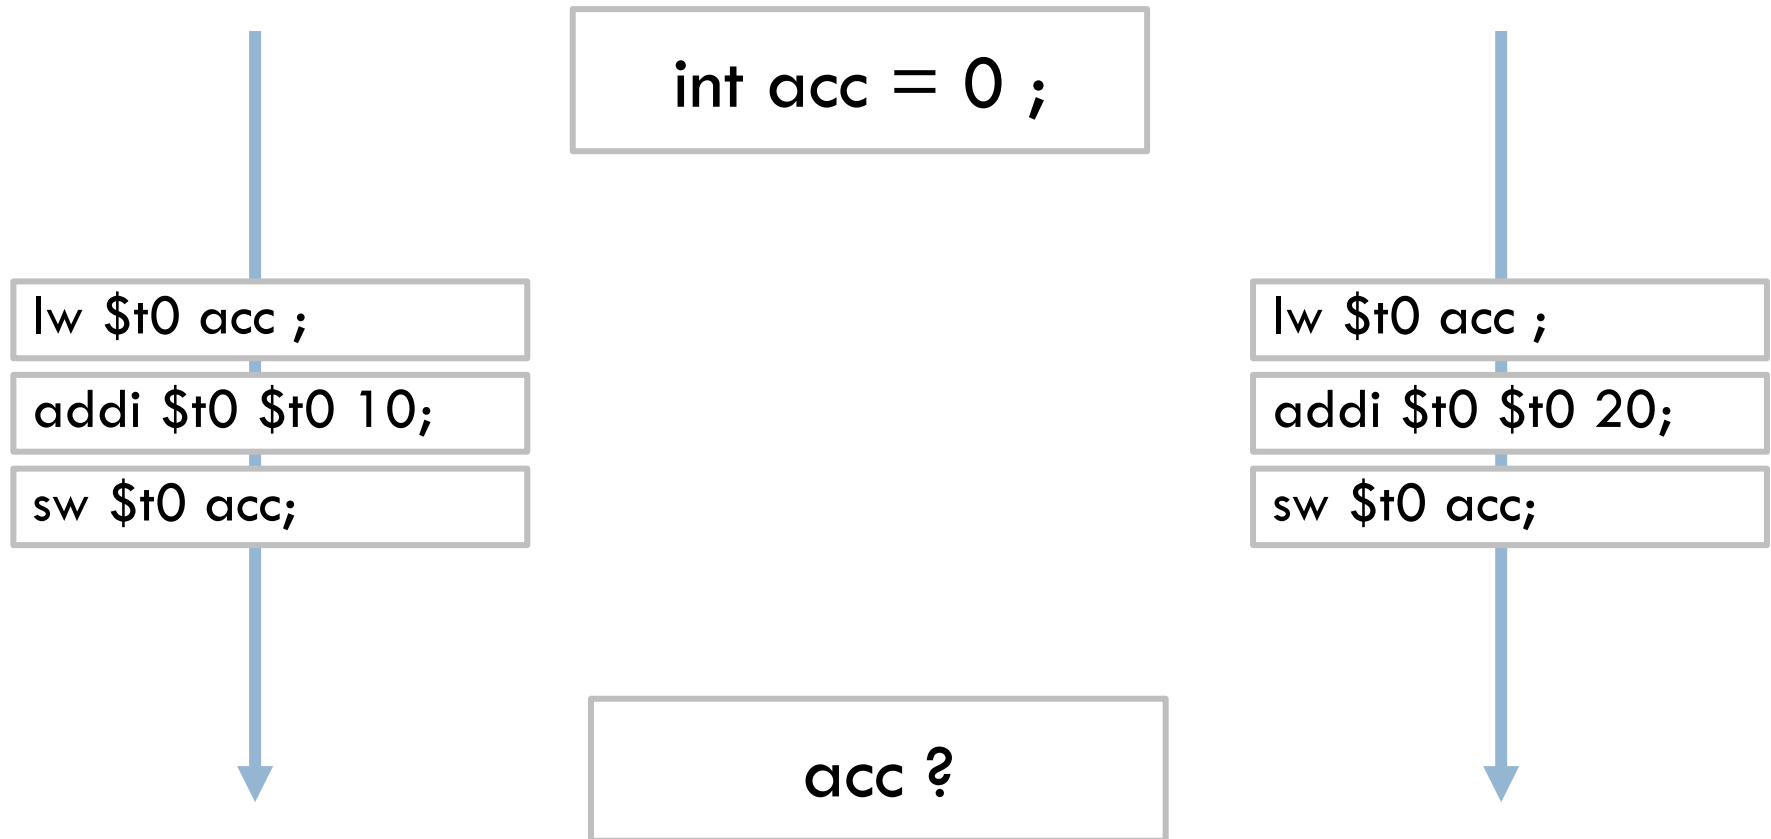 int acc = 0 ;
lw $t0 acc ;
addi $t0 $t0 10;
sw $t0 acc;
lw $t0 acc ;
addi $t0 $t0 20;
sw $t0 acc;
acc ?